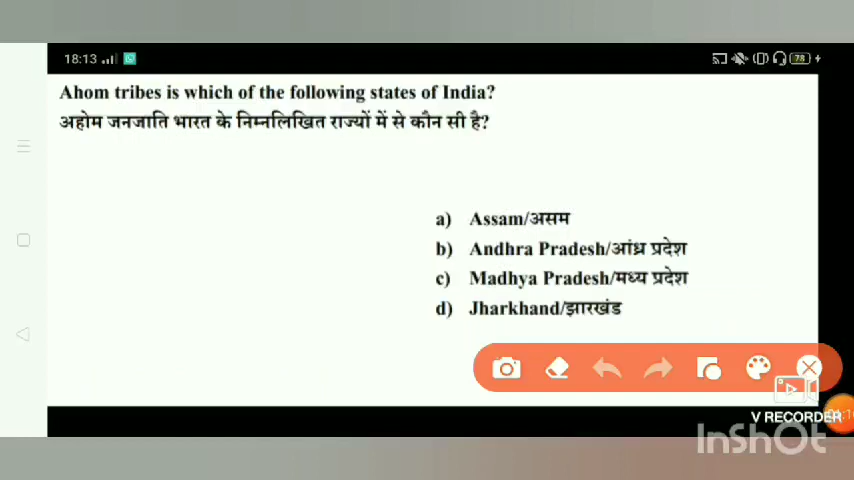 18:13
78
Ahom tribes is which of the following states of India?
अहोम जनजाति भारत के निम्नलिखित राज्यों में से कौन सी है?
a) Assam/असम
b) Andhra Pradesh/आंध्र प्रदेश
c) Madhya Pradesh/मध्य प्रदेश
d) Jharkhand/झारखंड
V RECORDER
InShOt